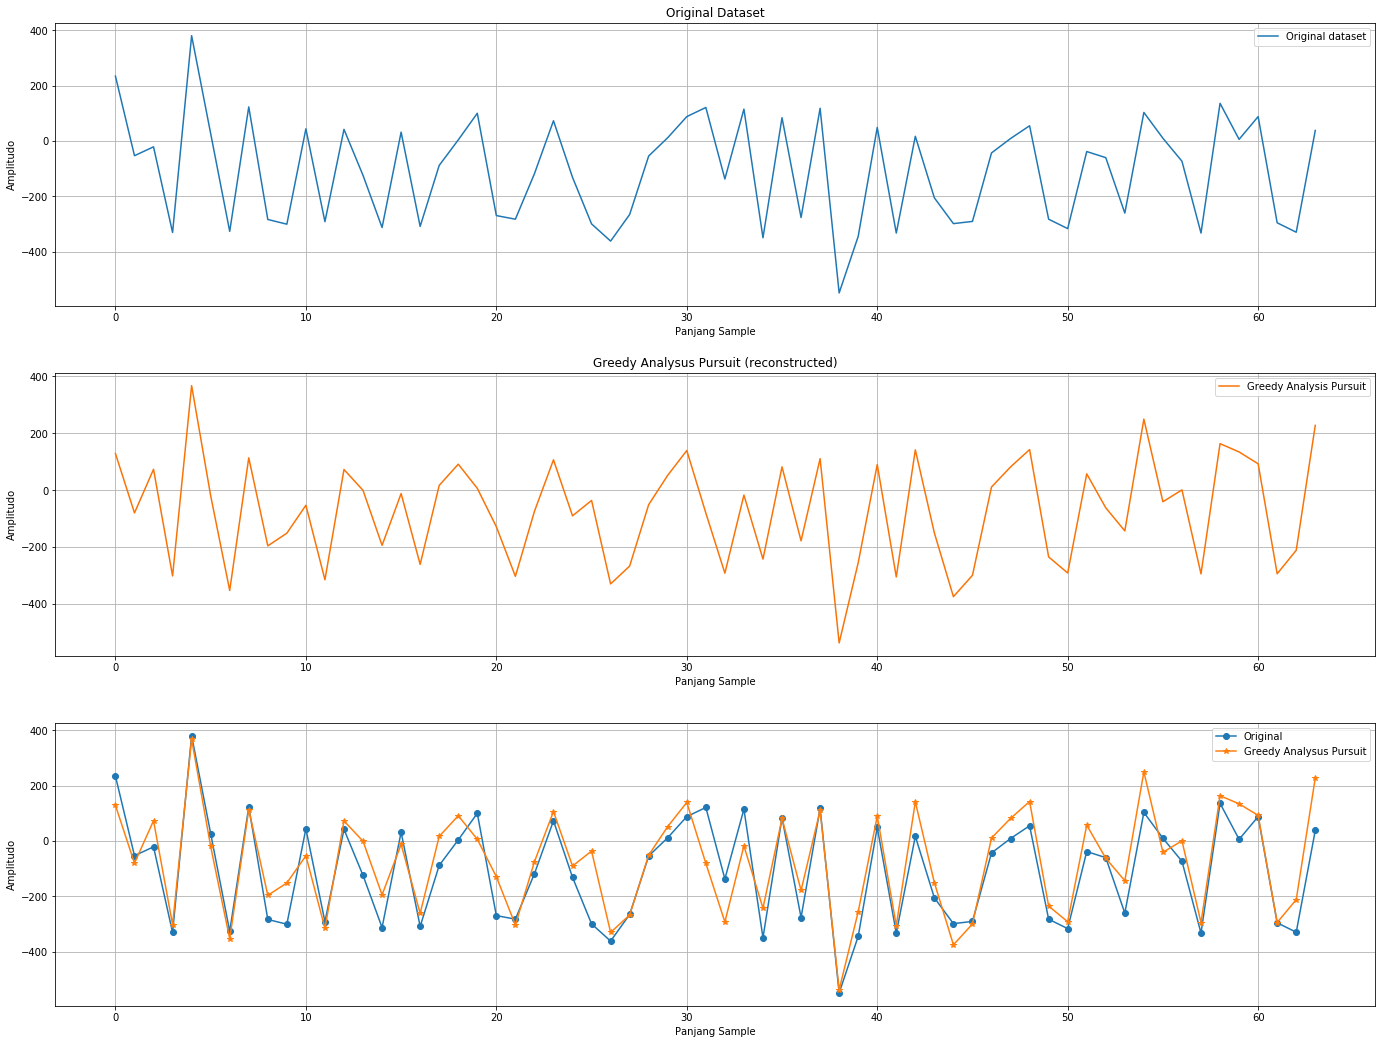 Original Dataset
Original dataset
400
200
0
−200
−400
Amplitudo
0 10 20 30 40 50 60
Panjang Sample
Greedy Analysus Pursuit (reconstructed)
Greedy Analysis Pursuit
400
200
0
−200
−400
Amplitudo
0 10 20 30 40 50 60
Panjang Sample
Original
Greedy Analysus Pursuit
400
200
0
−200
−400
Amplitudo
0 10 20 30 40 50 60
Panjang Sample